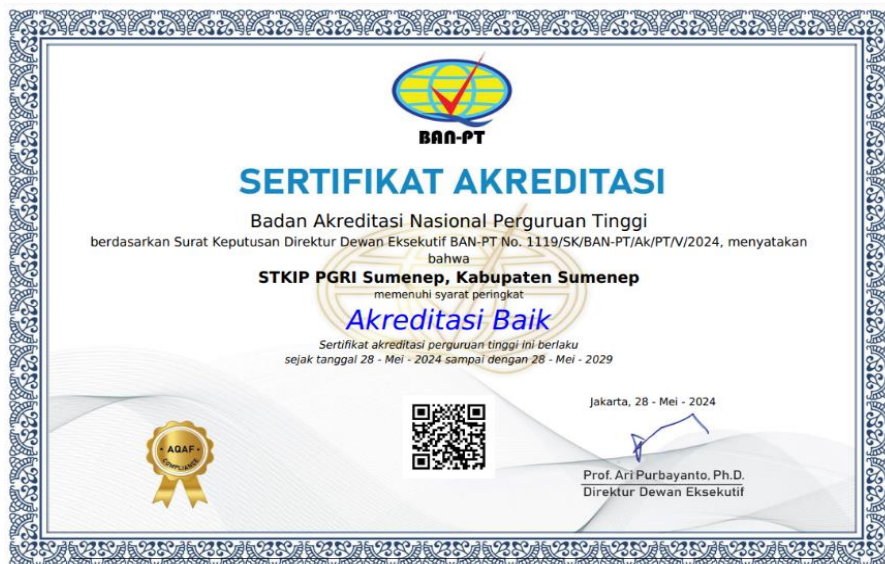 BAN-PT
SERTIFIKAT AKREDITASI
Badan Akreditasi Nasional Perguruan Tinggi
berdasarkan Surat Keputusan Direktur Dewan Eksekutif BAN-PT No. 1119/SK/BAN-PT/Ak/PT/V/2024, menyatakan
bahwa
STKIP PGRI Sumenep, Kabupaten Sumenep
memenuhi syarat peringkat
Akreditasi Baik
Sertifikat akreditasi perguruan tinggi ini berlaku
sejak tanggal 28 - Mei - 2024 sampai dengan 28 - Mei - 2029
Jakarta, 28 - Mei - 2024
AQAF
COMPLIANCE
Prof. Ari Purbayanto, Ph.D.
Direktur Dewan Eksekutif